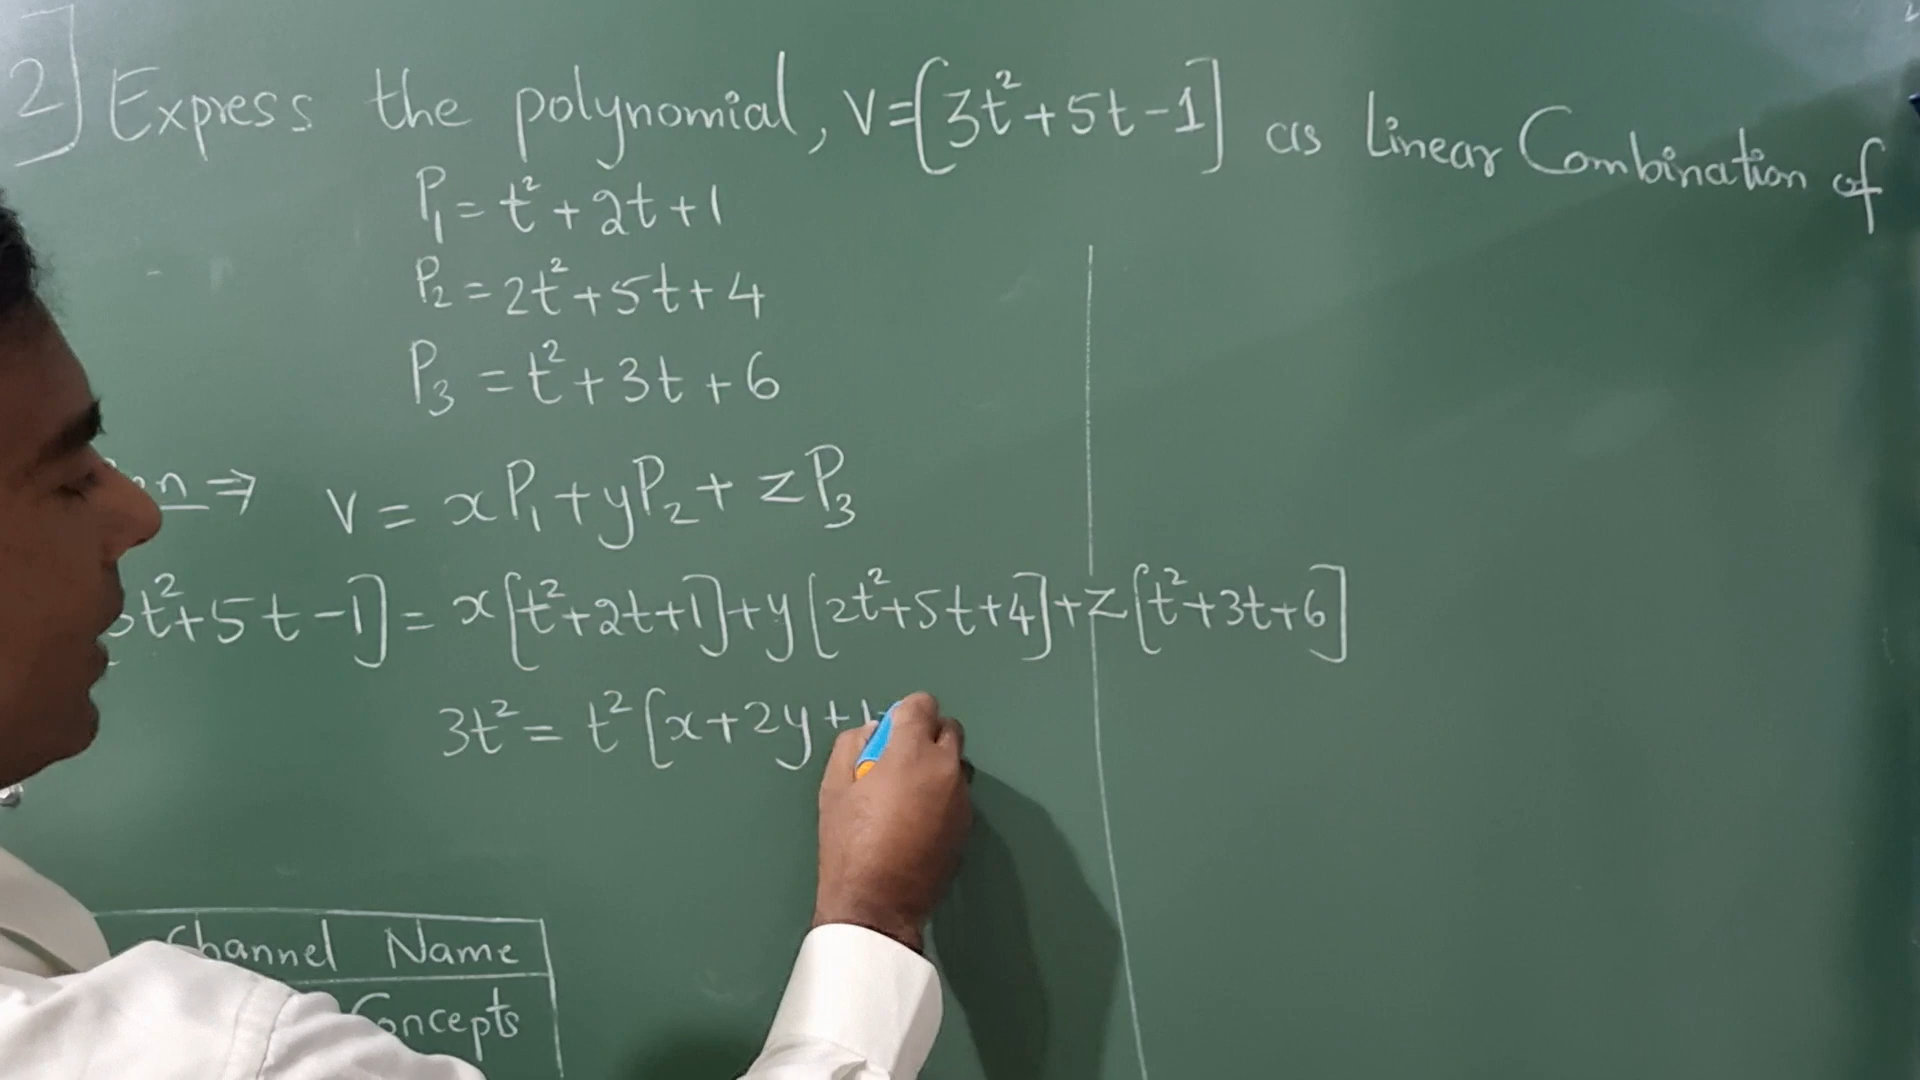 2] Express the polynomial, v=[3t²+5t-1] as Linear Combination of
P₁ = t²+2t+1
P₂ = 2t²+5t+4
P₃ = t²+3t+6
⇒ v = xP₁+yP₂+zP₃
3t²+5t-1] = x[t²+2t+1]+y[2t²+5t+4]+z[t²+3t+6]
3t² = t²[x+2y+
Channel Name
Concepts